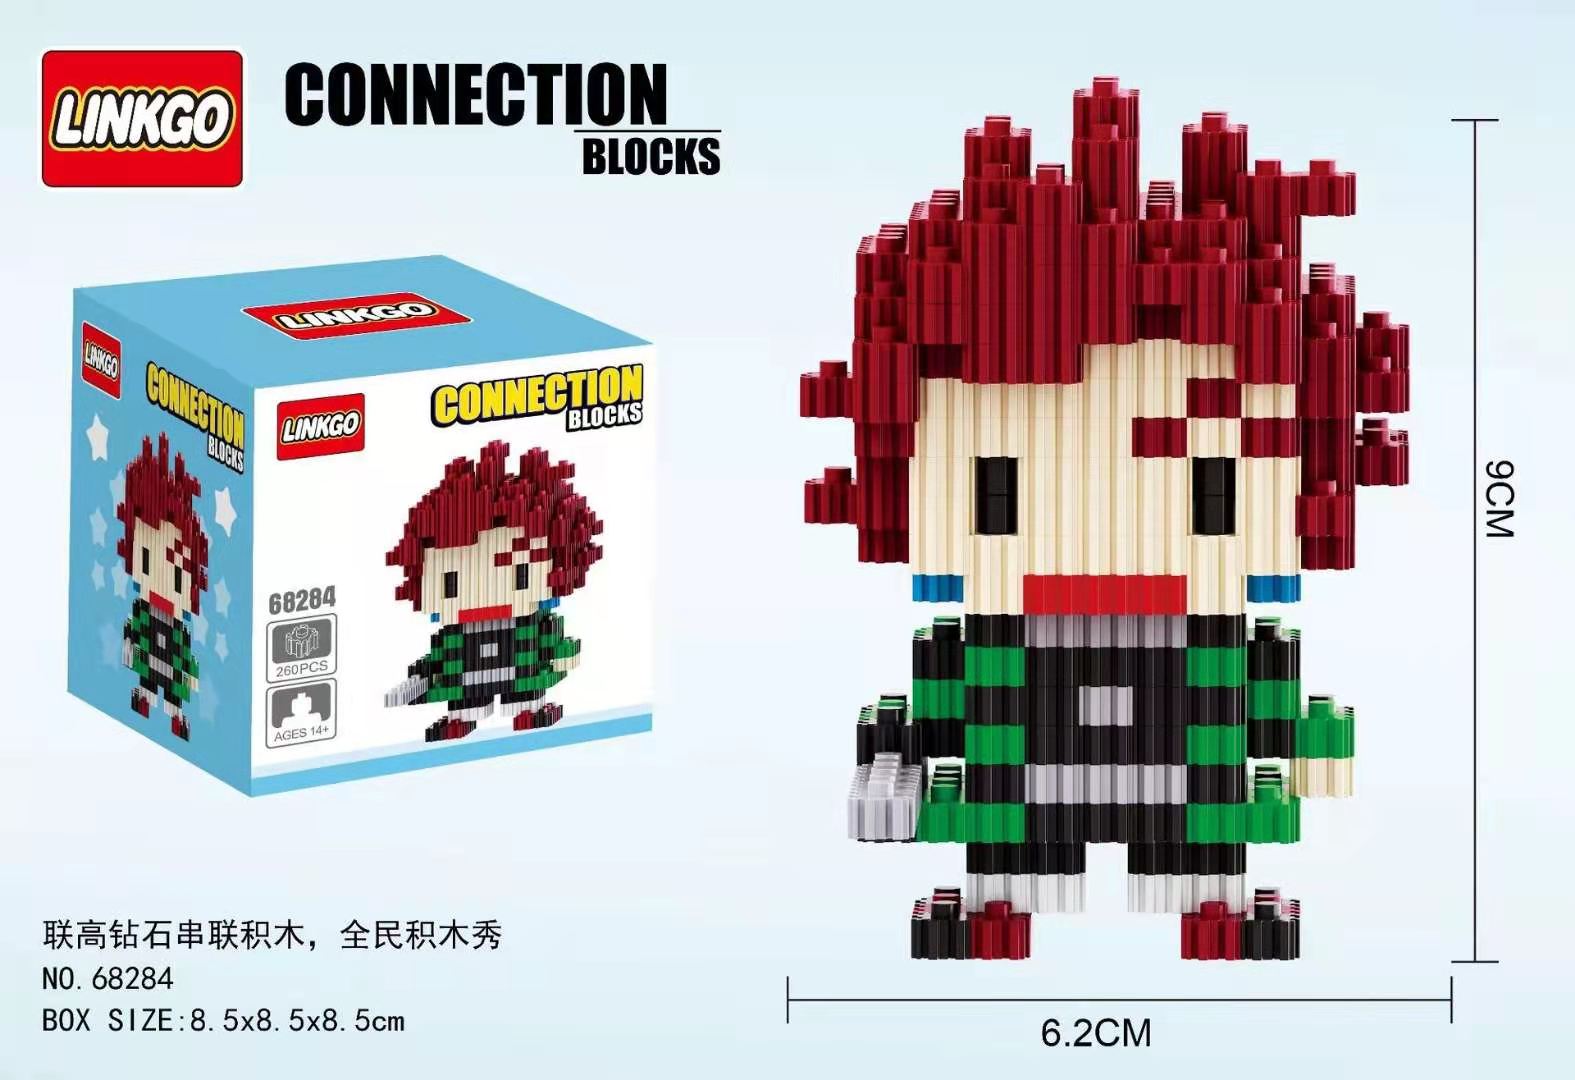 LINKGO
CONNECTION
BLOCKS
LINKGO
LINKGO
CONNECTION
BLOCKS
LINKGO
CONNECTION
BLOCKS
68284
260PCS
AGES 14+
9CM
6.2CM
联高钻石串联积木，全民积木秀
NO.68284
BOX SIZE:8.5x8.5x8.5cm